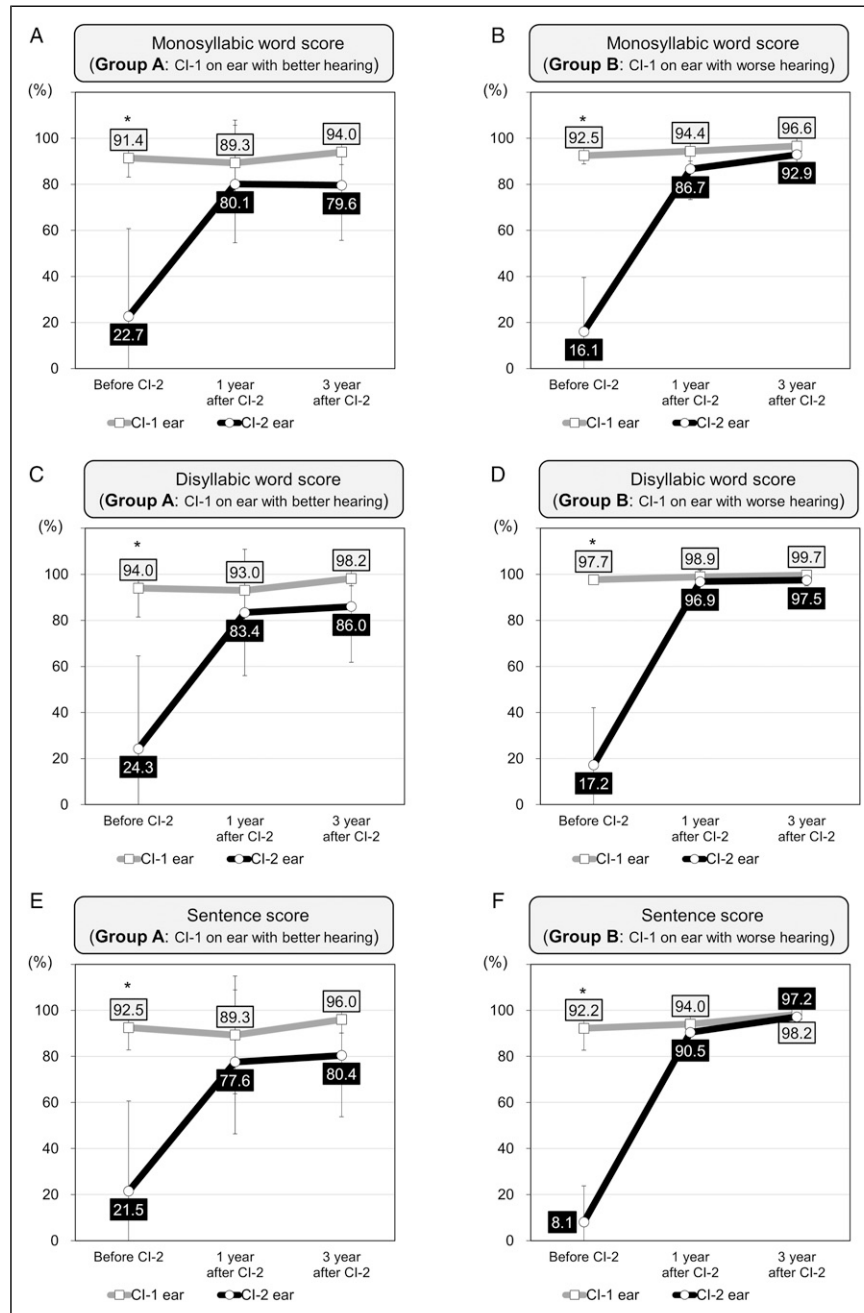 A
Monosyllabic word score
(Group A: CI-1 on ear with better hearing)
(%)
100
80
60
40
20
0
*
91.4
89.3
94.0
22.7
80.1
79.6
Before CI-2
1 year
after CI-2
3 year
after CI-2
CI-1 ear
CI-2 ear
B
Monosyllabic word score
(Group B: CI-1 on ear with worse hearing)
(%)
100
80
60
40
20
0
*
92.5
94.4
96.6
16.1
86.7
92.9
Before CI-2
1 year
after CI-2
3 year
after CI-2
CI-1 ear
CI-2 ear
C
Disyllabic word score
(Group A: CI-1 on ear with better hearing)
(%)
100
80
60
40
20
0
*
94.0
93.0
98.2
24.3
83.4
86.0
Before CI-2
1 year
after CI-2
3 year
after CI-2
CI-1 ear
CI-2 ear
D
Disyllabic word score
(Group B: CI-1 on ear with worse hearing)
(%)
100
80
60
40
20
0
*
97.7
98.9
99.7
17.2
96.9
97.5
Before CI-2
1 year
after CI-2
3 year
after CI-2
CI-1 ear
CI-2 ear
E
Sentence score
(Group A: CI-1 on ear with better hearing)
(%)
100
80
60
40
20
0
*
92.5
89.3
96.0
21.5
77.6
80.4
Before CI-2
1 year
after CI-2
3 year
after CI-2
CI-1 ear
CI-2 ear
F
Sentence score
(Group B: CI-1 on ear with worse hearing)
(%)
100
80
60
40
20
0
*
92.2
94.0
97.2
8.1
90.5
98.2
Before CI-2
1 year
after CI-2
3 year
after CI-2
CI-1 ear
CI-2 ear